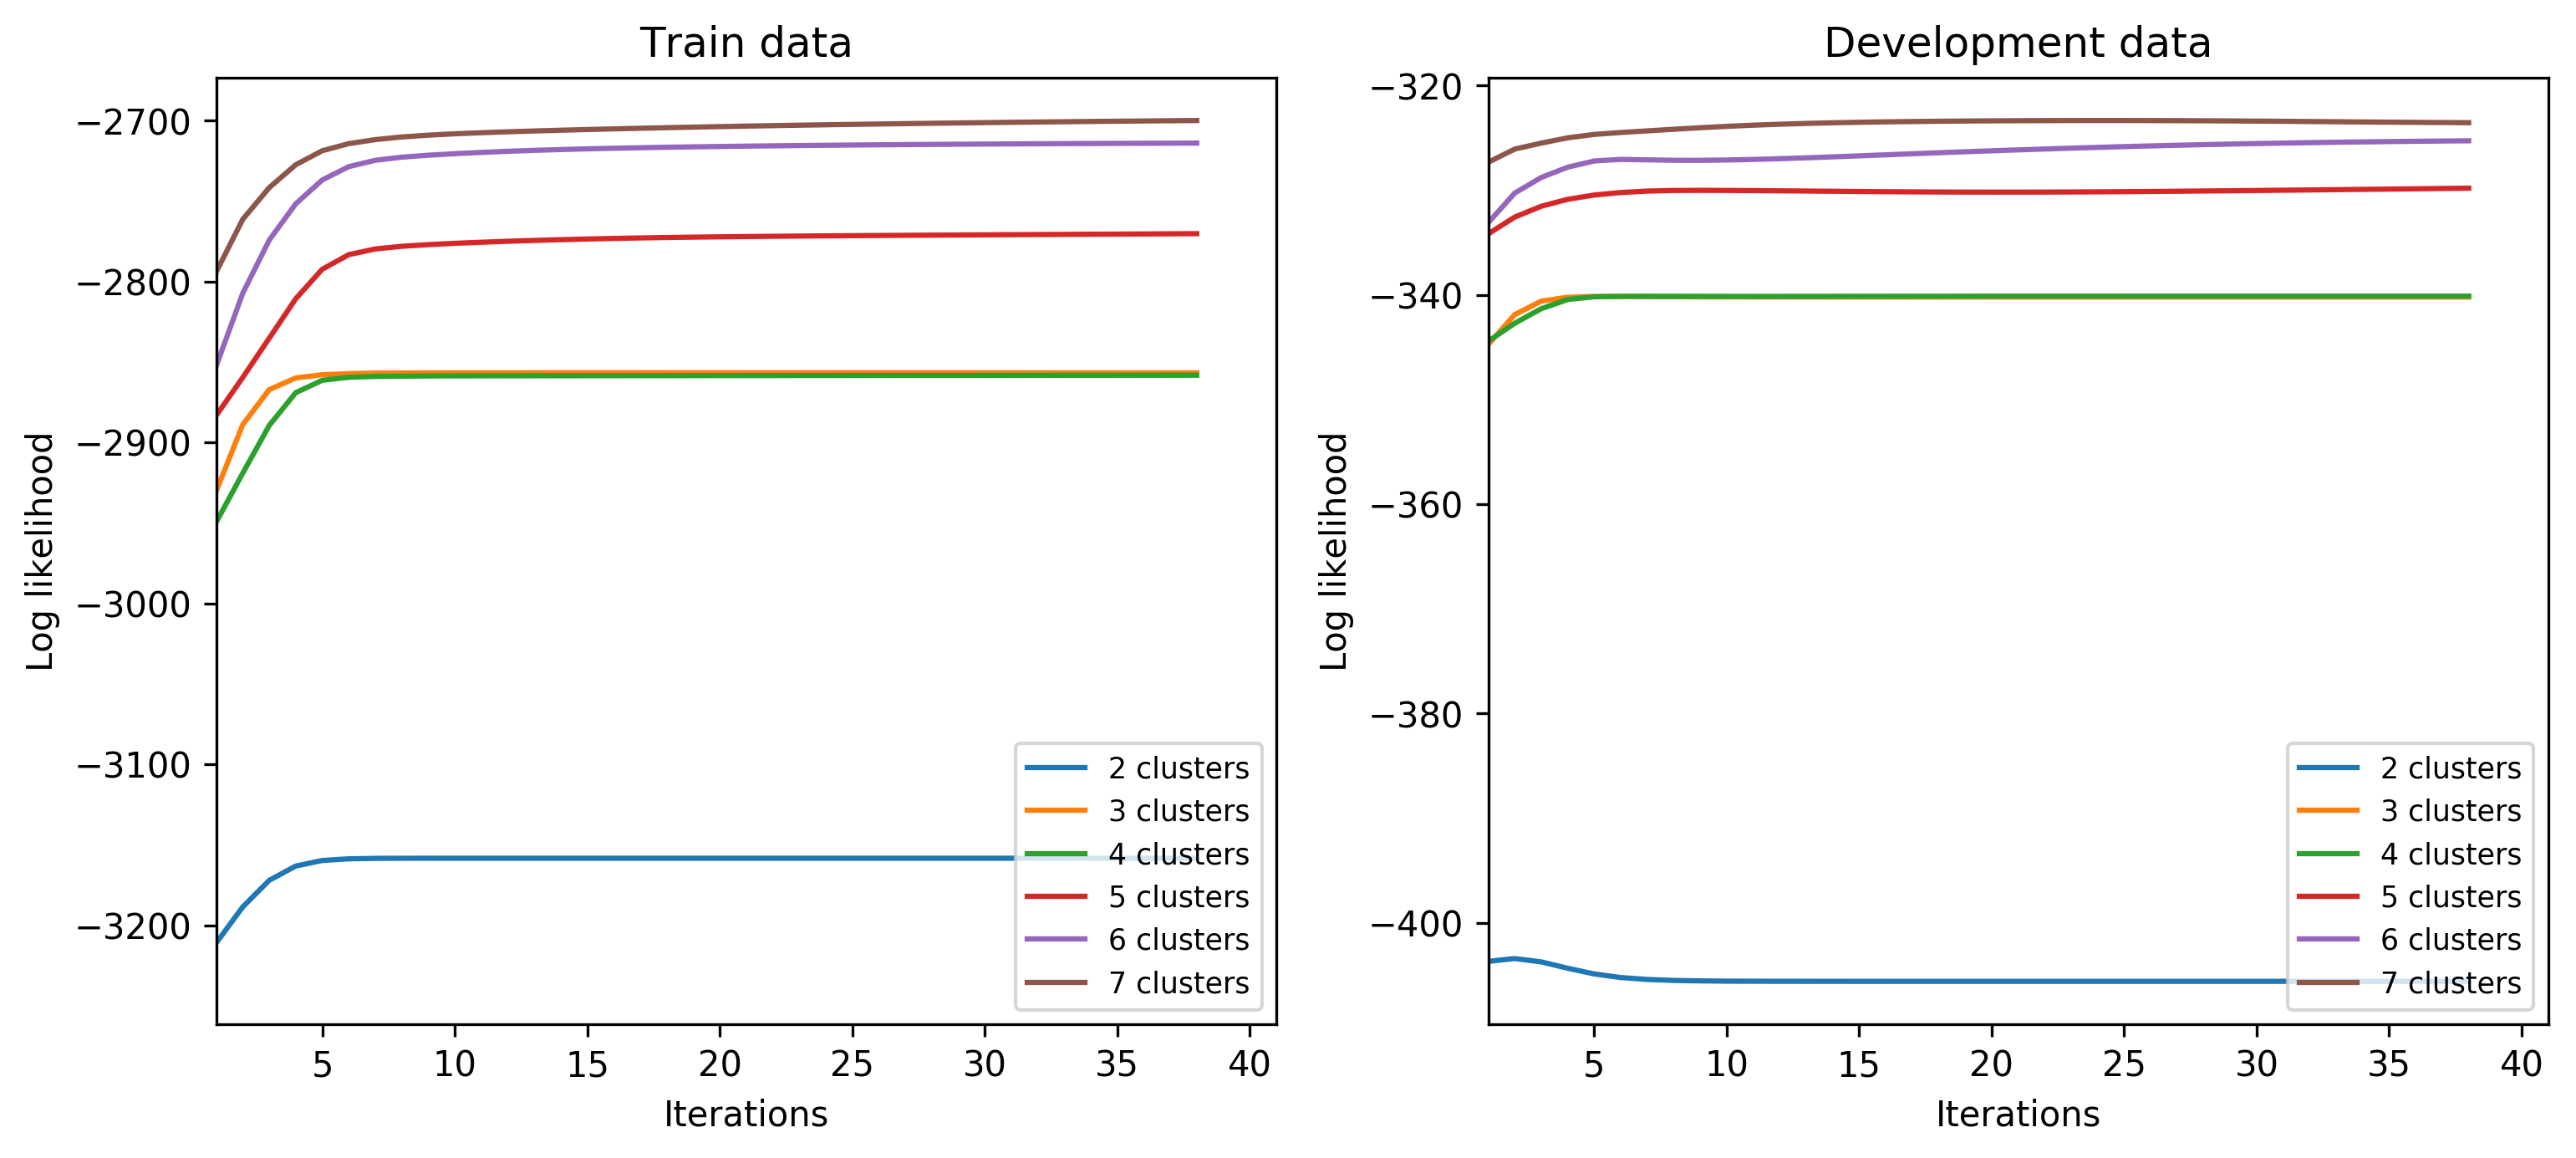 Train data
Log likelihood
−2700
−2800
−2900
−3000
−3100
−3200
5 10 15 20 25 30 35 40
Iterations
2 clusters
3 clusters
4 clusters
5 clusters
6 clusters
7 clusters
Development data
Log likelihood
−320
−340
−360
−380
−400
5 10 15 20 25 30 35 40
Iterations
2 clusters
3 clusters
4 clusters
5 clusters
6 clusters
7 clusters